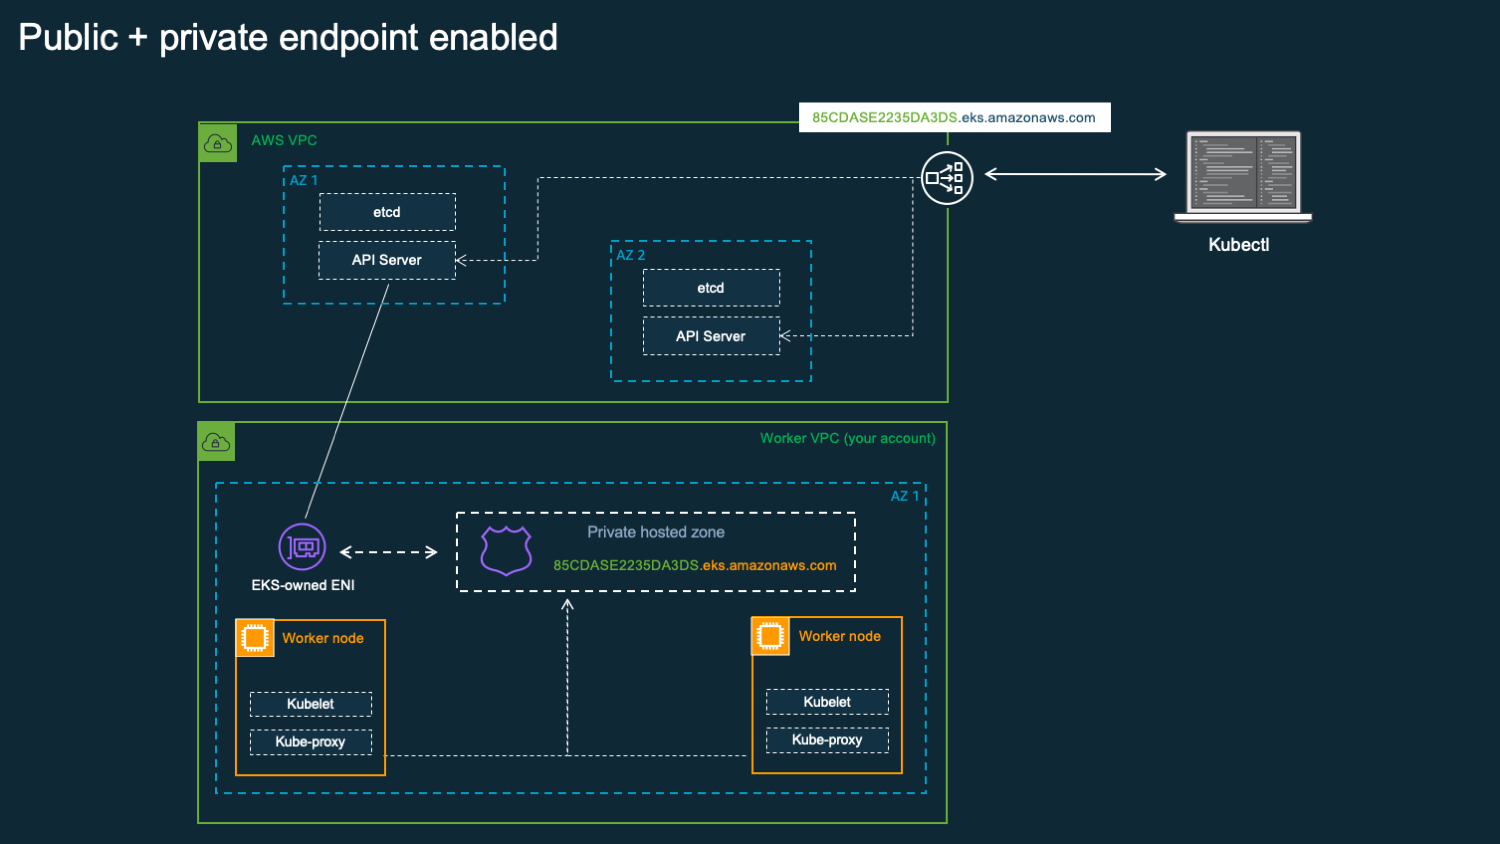 Public + private endpoint enabled
85CDASE2235DA3DS.eks.amazonaws.com
AWS VPC
AZ 1
etcd
API Server
AZ 2
etcd
API Server
Kubectl
Worker VPC (your account)
AZ 1
Private hosted zone
85CDASE2235DA3DS.eks.amazonaws.com
EKS-owned ENI
Worker node
Kubelet
Kube-proxy
Worker node
Kubelet
Kube-proxy